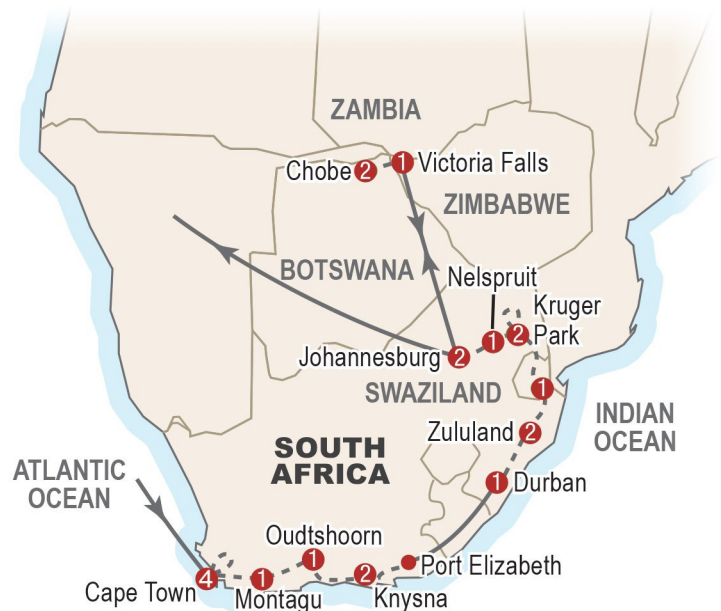 ZAMBIA
Chobe 2
1 Victoria Falls
ZIMBABWE
BOTSWANA
Nelspruit
Kruger
Park
1
2
Johannesburg 2
SWAZILAND
1
INDIAN
OCEAN
Zululand 2
SOUTH
AFRICA
ATLANTIC
OCEAN
1 Durban
Oudtshoorn
1
Port Elizabeth
Cape Town 4
1
Montagu
2
Knysna